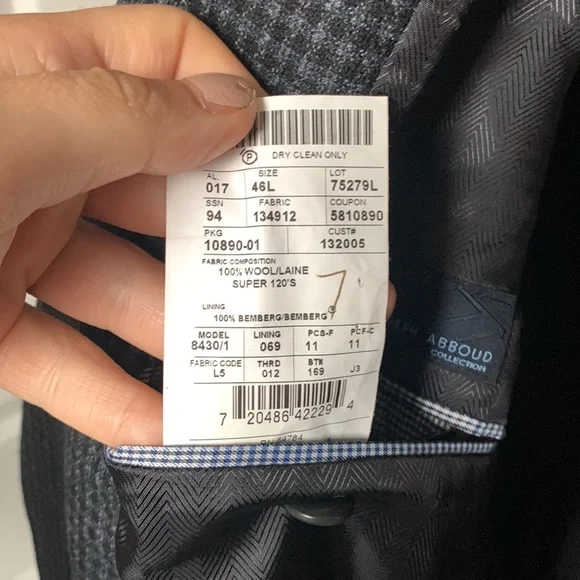 P DRY CLEAN ONLY
AL. SIZE LOT
017 46L 75279L
SSN FABRIC COUPON
94 134912 5810890
PKG CUST#
10890-01 132005
FABRIC COMPOSITION
100% WOOL/LAINE
SUPER 120'S
7
LINING
100% BEMBERG/BEMBERG®
MODEL LINING PCS-F PCF-C
8430/1 069 11 11
FABRIC CODE THRD BTN J3
L5 012 169
7 20486 42229 4
ABBOUD
COLLECTION